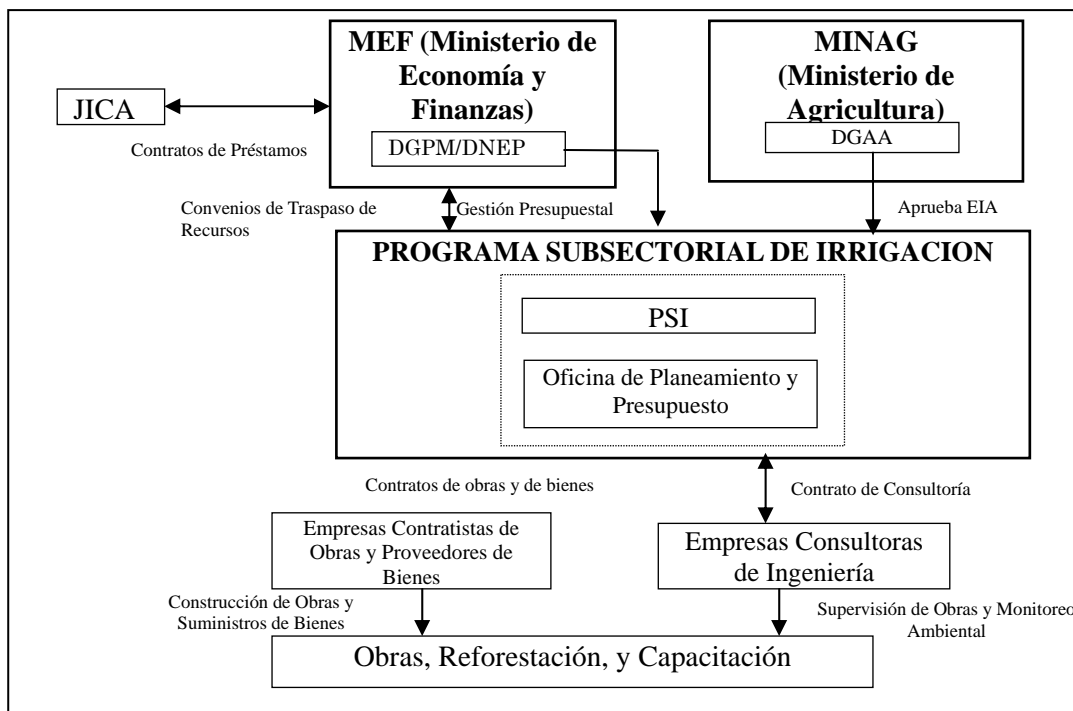 MEF (Ministerio de
Economía y
Finanzas)
DGPM/DNEP
MINAG
(Ministerio de
Agricultura)
DGAA
JICA
Contratos de Préstamos
Convenios de Traspaso de
Recursos
Gestión Presupuestal
Aprueba EIA
PROGRAMA SUBSECTORIAL DE IRRIGACION
PSI
Oficina de Planeamiento y
Presupuesto
Contratos de obras y de bienes
Contrato de Consultoría
Empresas Contratistas de
Obras y Proveedores de
Bienes
Empresas Consultoras
de Ingeniería
Construcción de Obras y
Suministros de Bienes
Supervisión de Obras y Monitoreo
Ambiental
Obras, Reforestación, y Capacitación